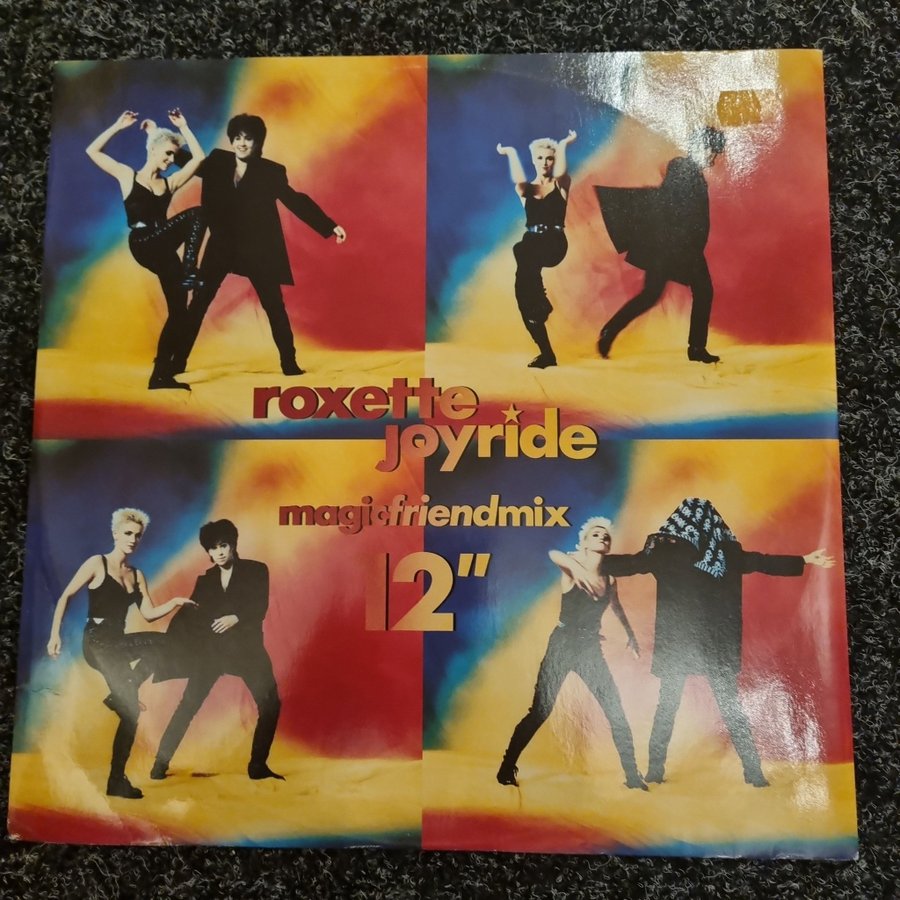 roxette
joyride
magicfriendmix
12"